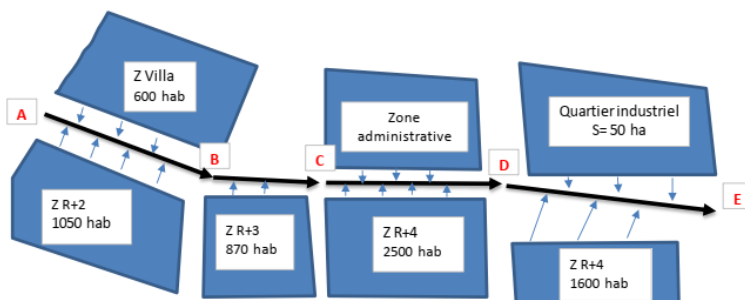 Z Villa
600 hab
A
Z R+2
1050 hab
B
Z R+3
870 hab
C
Zone
administrative
Z R+4
2500 hab
D
Quartier industriel
S= 50 ha
Z R+4
1600 hab
E